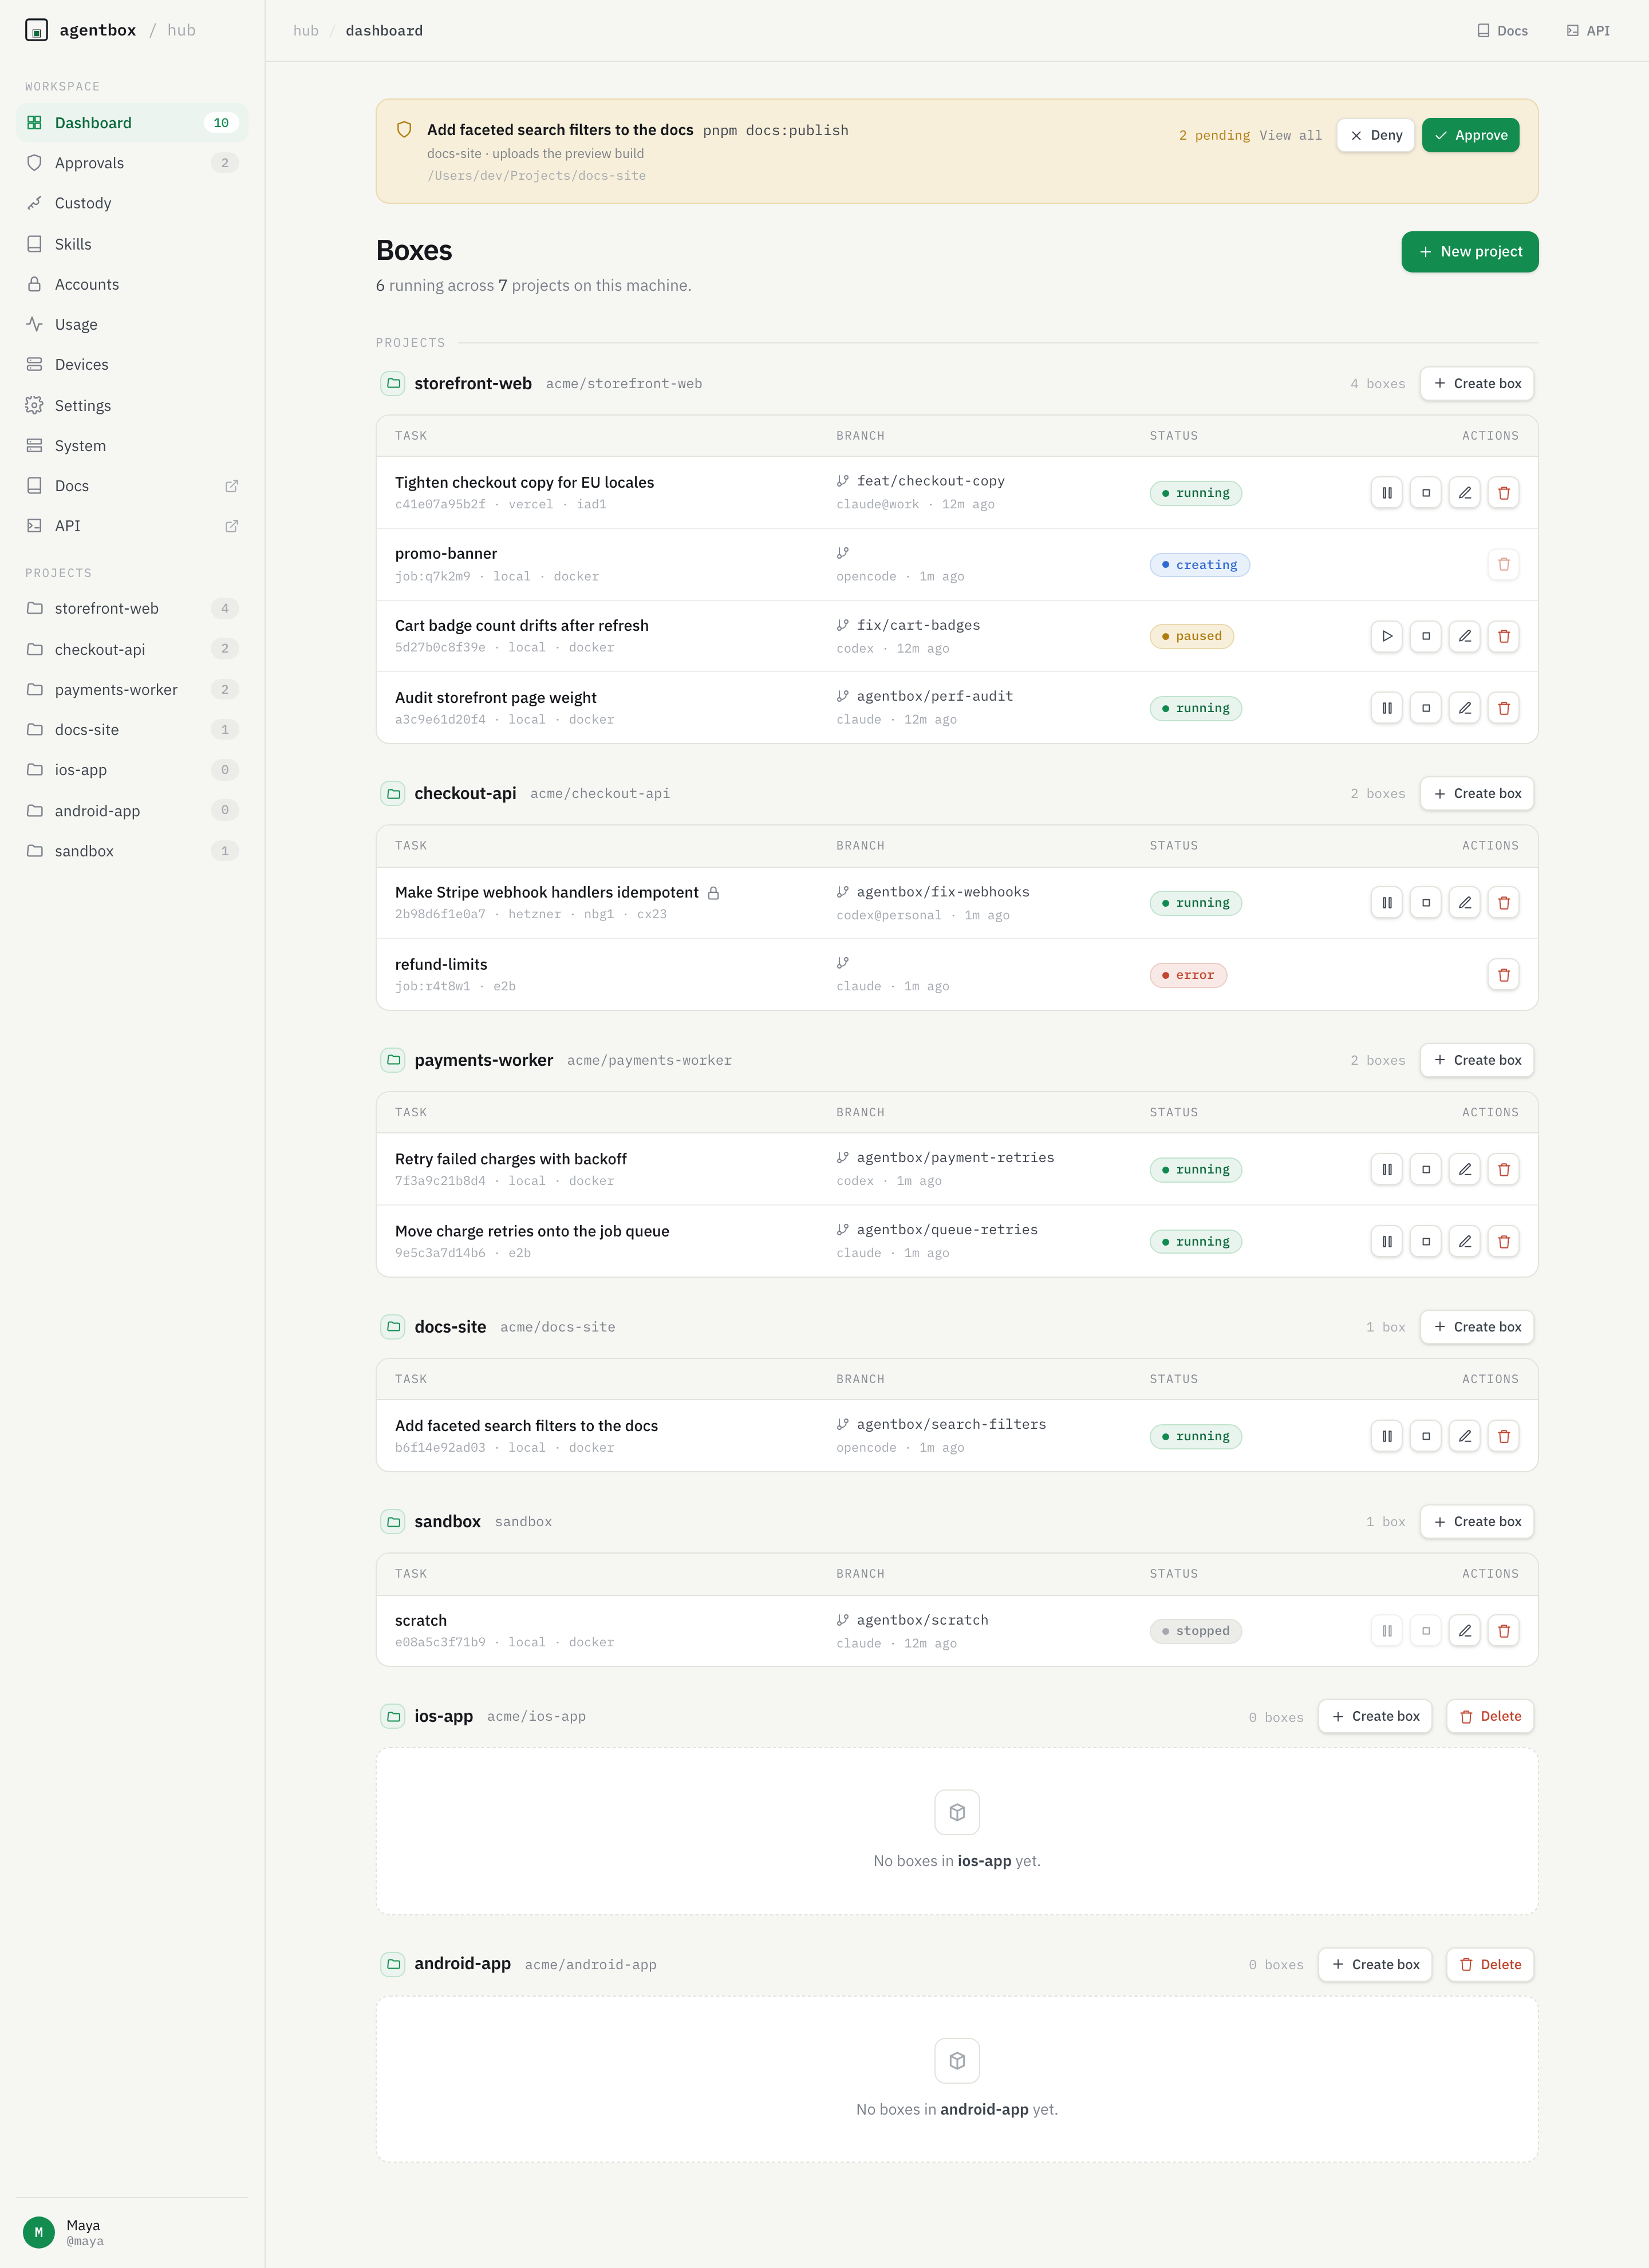 agentbox / hub
WORKSPACE
Dashboard 10
Approvals 2
Custody
Skills
Accounts
Usage
Devices
Settings
System
Docs
API
PROJECTS
storefront-web 4
checkout-api 2
payments-worker 2
docs-site 1
ios-app 0
android-app 0
sandbox 1
M
Maya
@maya
hub / dashboard
Docs
API
Add faceted search filters to the docs pnpm docs:publish
docs-site · uploads the preview build
/Users/dev/Projects/docs-site
2 pending View all
Deny
Approve
Boxes
6 running across 7 projects on this machine.
New project
PROJECTS
storefront-web acme/storefront-web 4 boxes Create box
TASK BRANCH STATUS ACTIONS
Tighten checkout copy for EU locales feat/checkout-copy running
c41e07a95b2f · vercel · iad1 claude@work · 12m ago
promo-banner creating
job:q7k2m9 · local · docker opencode · 1m ago
Cart badge count drifts after refresh fix/cart-badges paused
5d27b0c8f39e · local · docker codex · 12m ago
Audit storefront page weight agentbox/perf-audit running
a3c9e61d20f4 · local · docker claude · 12m ago
checkout-api acme/checkout-api 2 boxes Create box
TASK BRANCH STATUS ACTIONS
Make Stripe webhook handlers idempotent agentbox/fix-webhooks running
2b98d6f1e0a7 · hetzner · nbg1 · cx23 codex@personal · 1m ago
refund-limits error
job:r4t8w1 · e2b claude · 1m ago
payments-worker acme/payments-worker 2 boxes Create box
TASK BRANCH STATUS ACTIONS
Retry failed charges with backoff agentbox/payment-retries running
7f3a9c21b8d4 · local · docker codex · 1m ago
Move charge retries onto the job queue agentbox/queue-retries running
9e5c3a7d14b6 · e2b claude · 1m ago
docs-site acme/docs-site 1 box Create box
TASK BRANCH STATUS ACTIONS
Add faceted search filters to the docs agentbox/search-filters running
b6f14e92ad03 · local · docker opencode · 1m ago
sandbox sandbox 1 box Create box
TASK BRANCH STATUS ACTIONS
scratch agentbox/scratch stopped
e08a5c3f71b9 · local · docker claude · 12m ago
ios-app acme/ios-app 0 boxes Create box Delete
No boxes in ios-app yet.
android-app acme/android-app 0 boxes Create box Delete
No boxes in android-app yet.